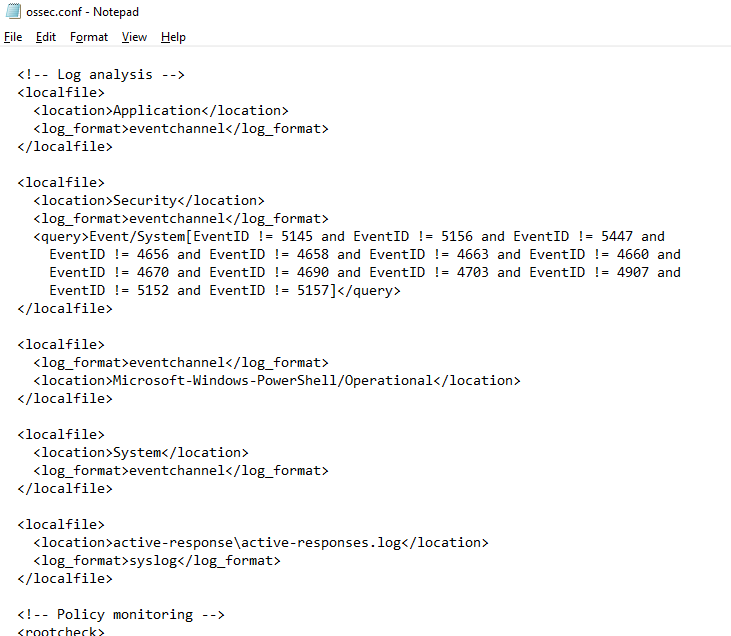 ossec.conf - Notepad
File Edit Format View Help
<!-- Log analysis -->
<localfile>
<location>Application</location>
<log_format>eventchannel</log_format>
</localfile>
<localfile>
<location>Security</location>
<log_format>eventchannel</log_format>
<query>Event/System[EventID != 5145 and EventID != 5156 and EventID != 5447 and
EventID != 4656 and EventID != 4658 and EventID != 4663 and EventID != 4660 and
EventID != 4670 and EventID != 4690 and EventID != 4703 and EventID != 4907 and
EventID != 5152 and EventID != 5157]</query>
</localfile>
<localfile>
<log_format>eventchannel</log_format>
<location>Microsoft-Windows-PowerShell/Operational</location>
</localfile>
<localfile>
<location>System</location>
<log_format>eventchannel</log_format>
</localfile>
<localfile>
<location>active-response\active-responses.log</location>
<log_format>syslog</log_format>
</localfile>
<!-- Policy monitoring -->
<rootcheck>